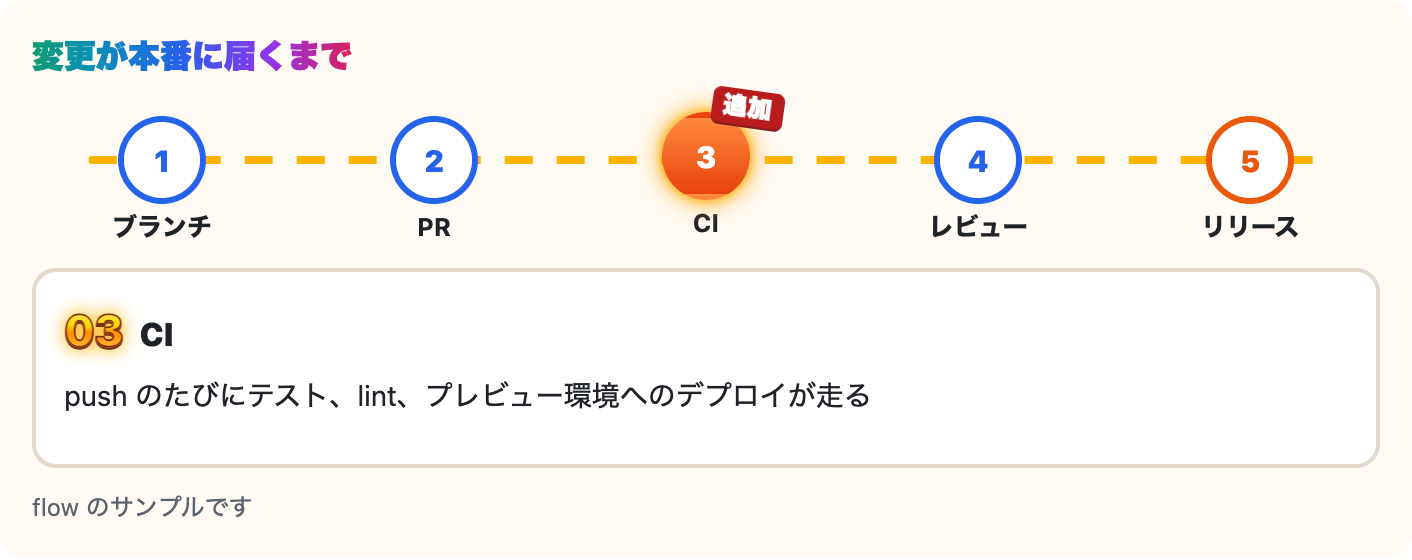 変更が本番に届くまで
追加
1 2 3 4 5
ブランチ PR CI レビュー リリース
03 CI
push のたびにテスト、lint、プレビュー環境へのデプロイが走る
flow のサンプルです